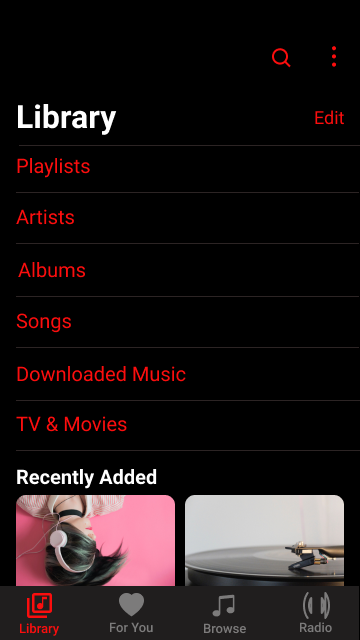 Library
Edit
Playlists
Artists
Albums
Songs
Downloaded Music
TV & Movies
Recently Added
Library
For You
Browse
Radio